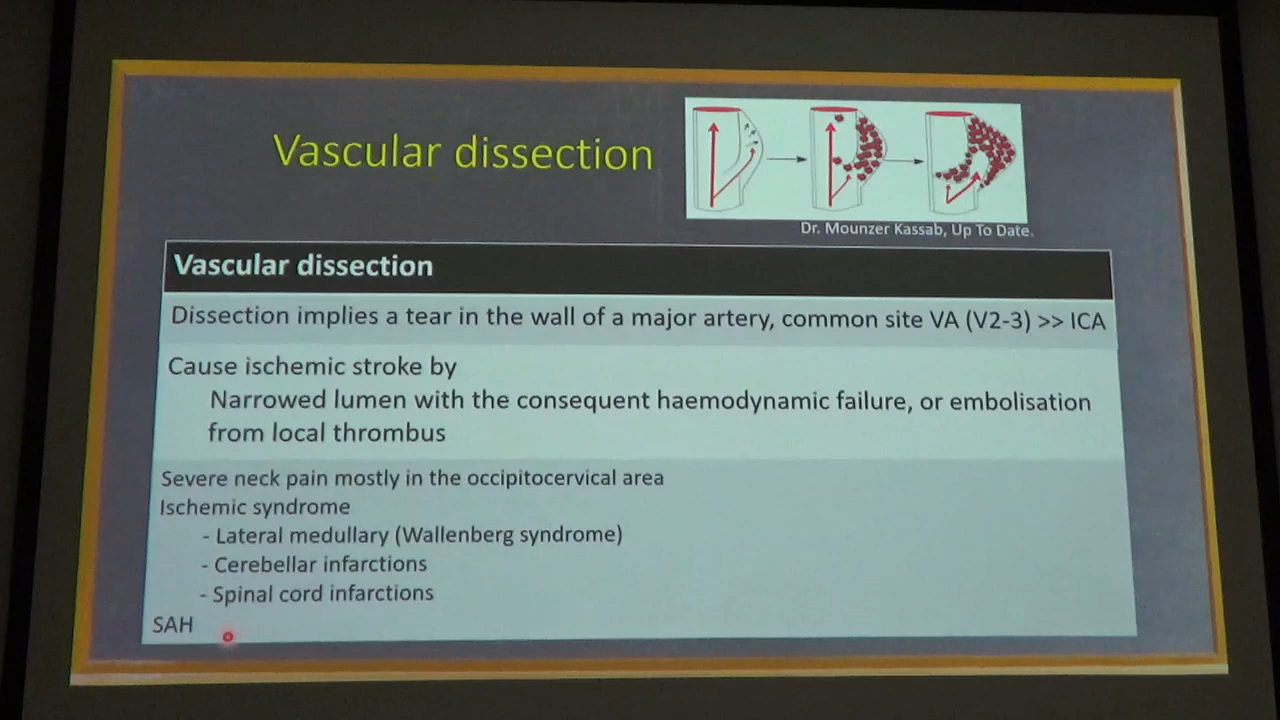 Vascular dissection
Dr. Mounzer Kassab, Up To Date.
Vascular dissection
Dissection implies a tear in the wall of a major artery, common site VA (V2-3) >> ICA
Cause ischemic stroke by
Narrowed lumen with the consequent haemodynamic failure, or embolisation
from local thrombus
Severe neck pain mostly in the occipitocervical area
Ischemic syndrome
- Lateral medullary (Wallenberg syndrome)
- Cerebellar infarctions
- Spinal cord infarctions
SAH